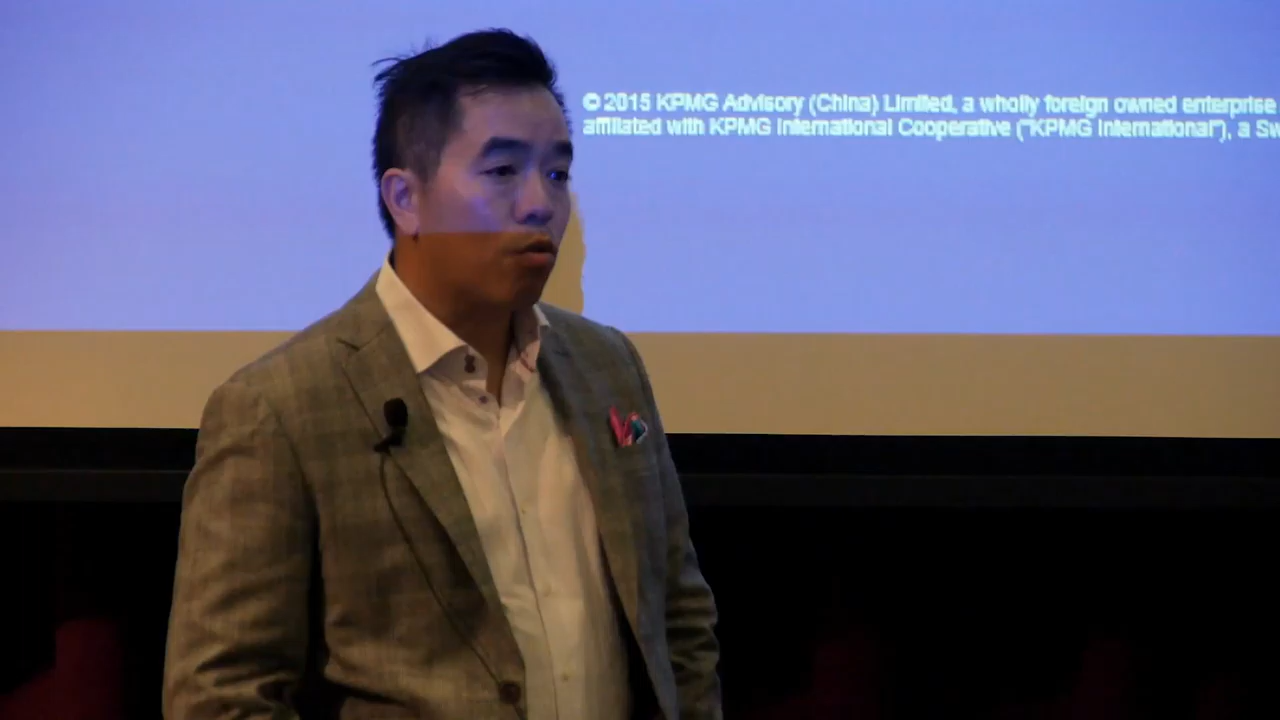 © 2015 KPMG Advisory (China) Limited, a wholly foreign owned enterprise
affiliated with KPMG International Cooperative ("KPMG International"), a Sw